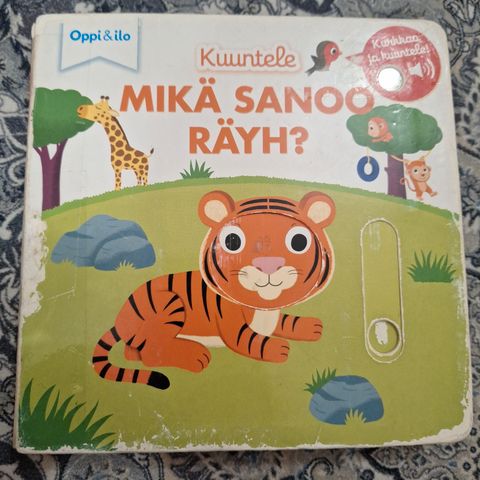 Oppi & ilo
Kuuntele
Kurkkaa
ja kuuntele!
MIKÄ SANOO
RÄYH?